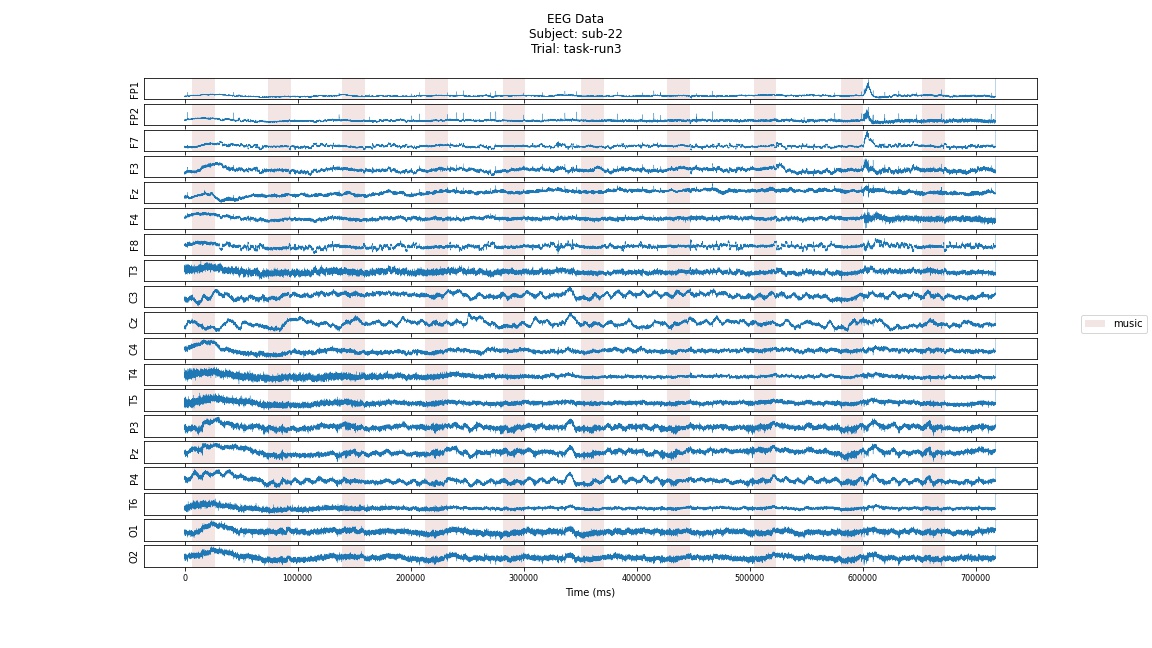 EEG Data
Subject: sub-22
Trial: task-run3
FP1
FP2
F7
F3
Fz
F4
F8
T3
C3
Cz
C4
T4
T5
P3
Pz
P4
T6
O1
O2
music
0 100000 200000 300000 400000 500000 600000 700000
Time (ms)